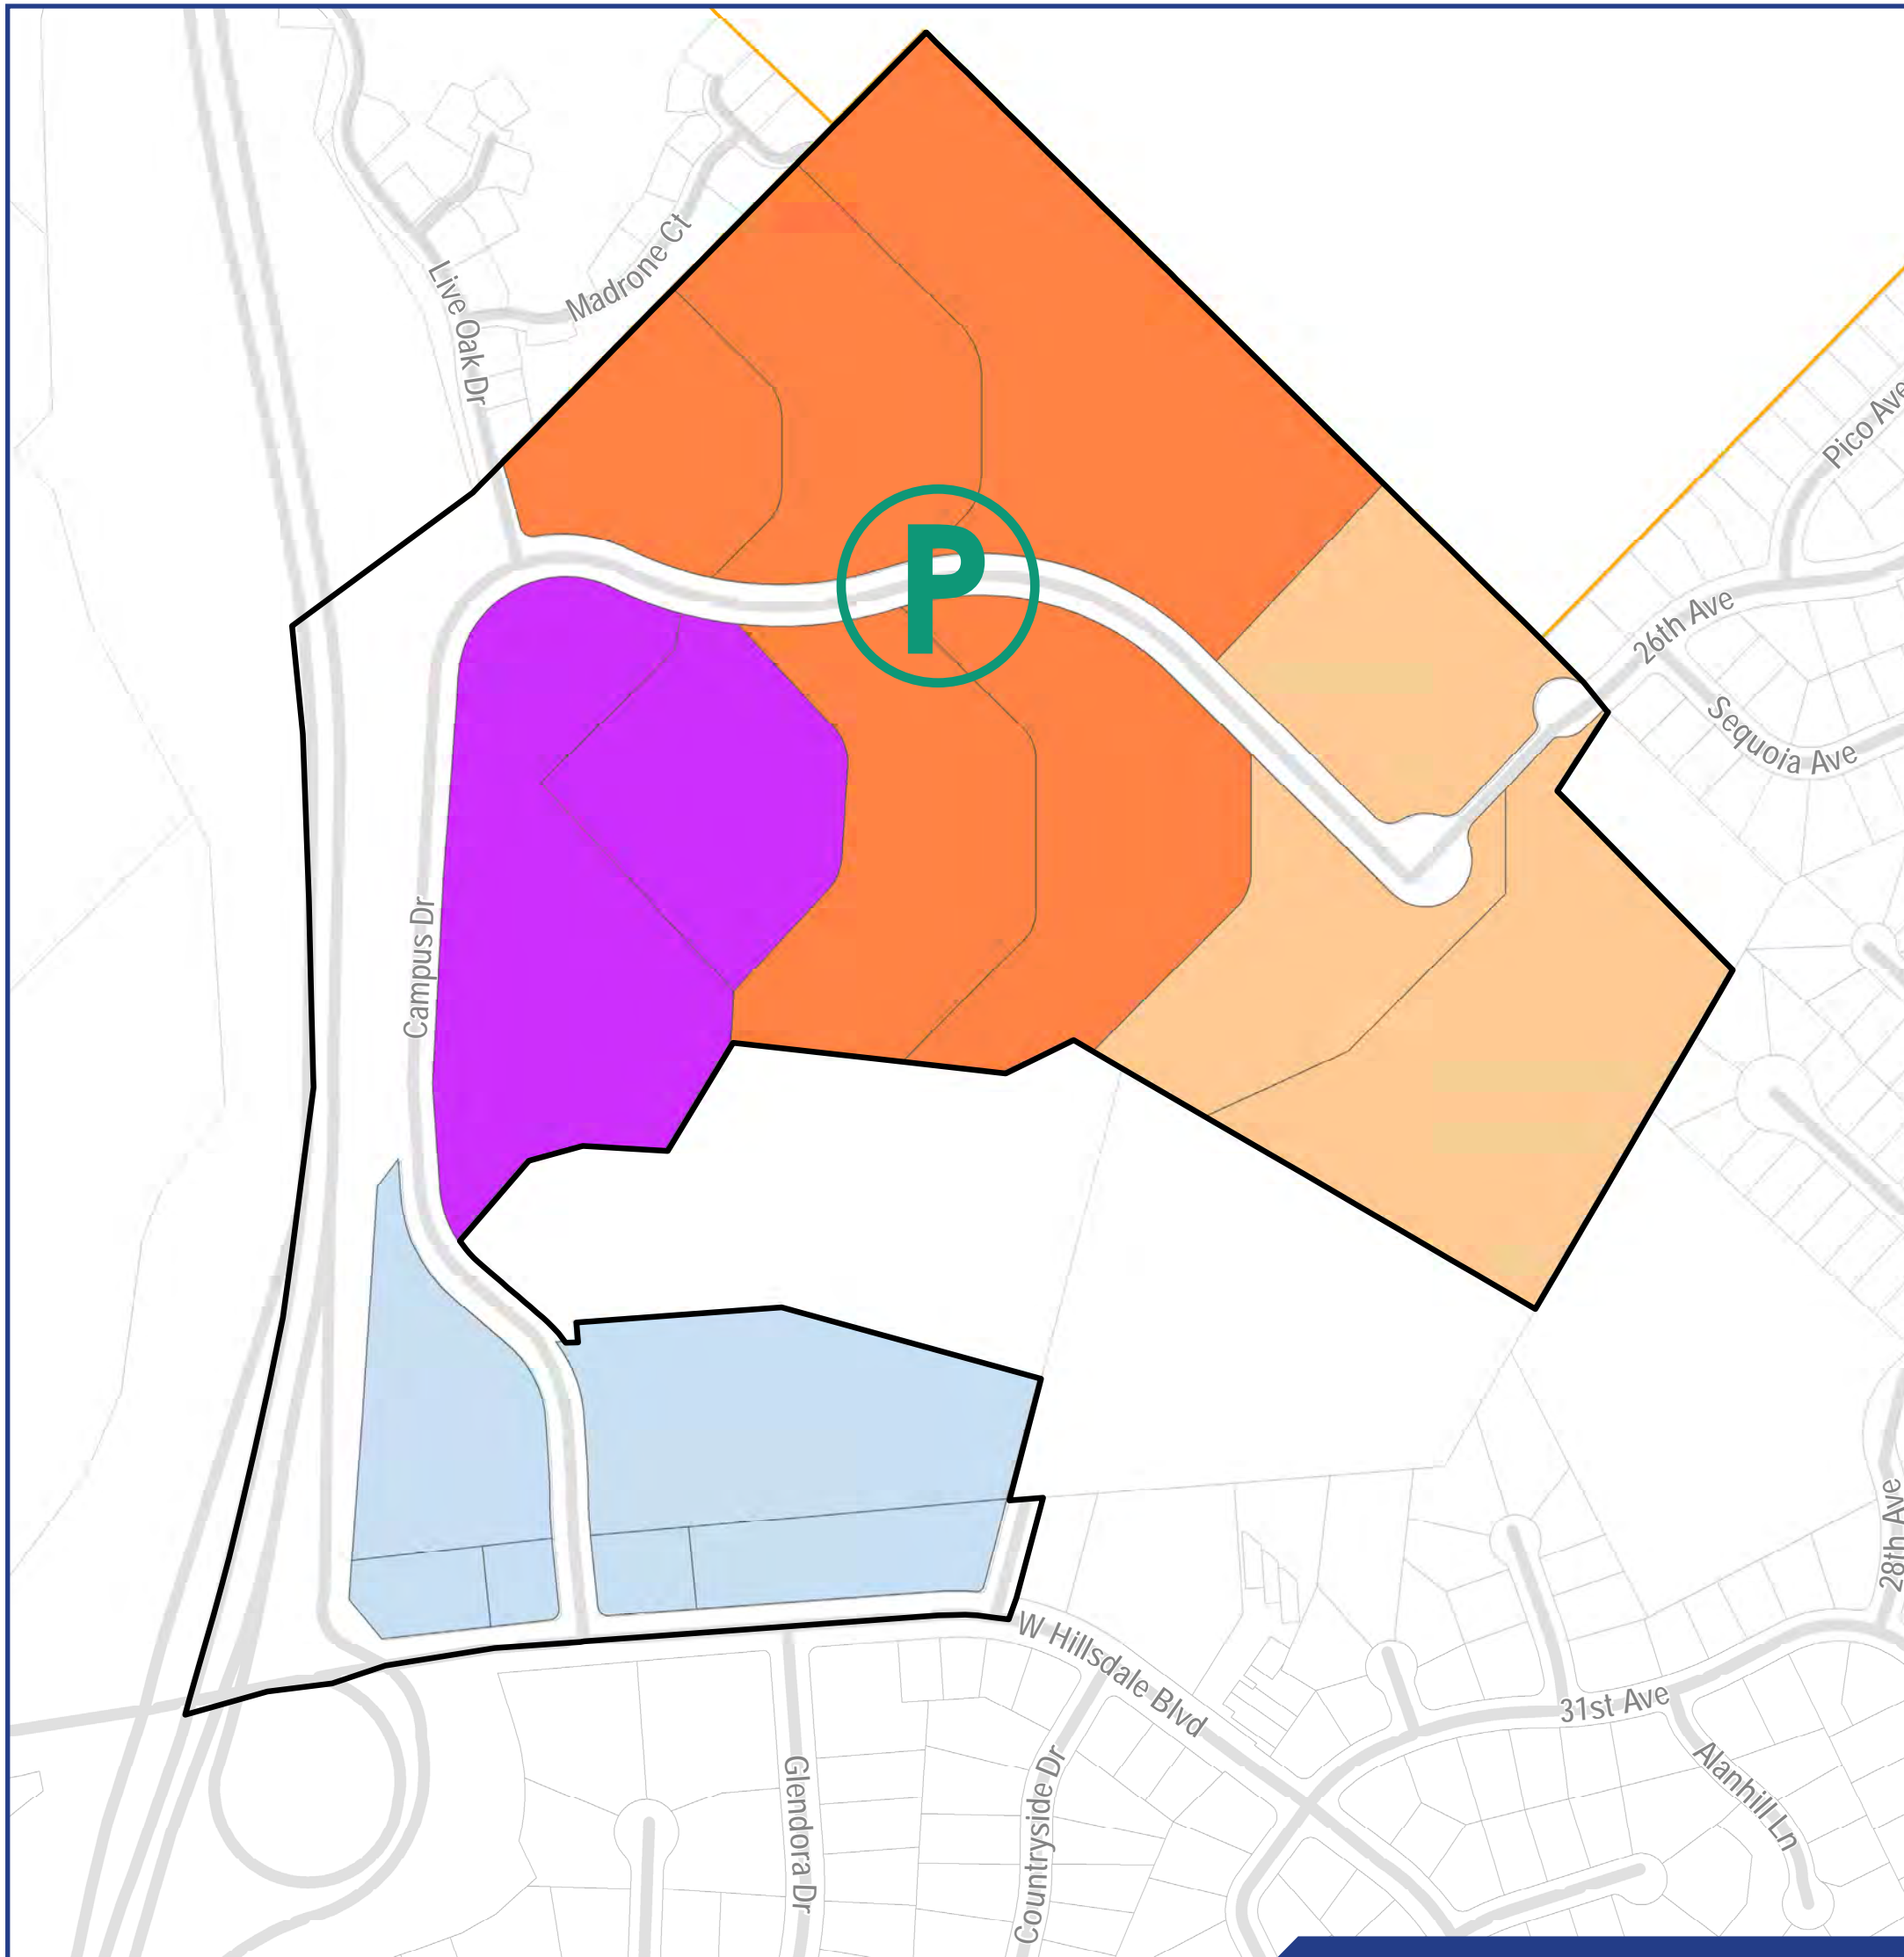 Madrone Ct
Live Oak Dr
Pico Ave
P
26th Ave
Sequoia Ave
Campus Dr
28th Ave
W Hillsdale Blvd
31st Ave
Alanhill Ln
Glendora Dr
Countryside Dr